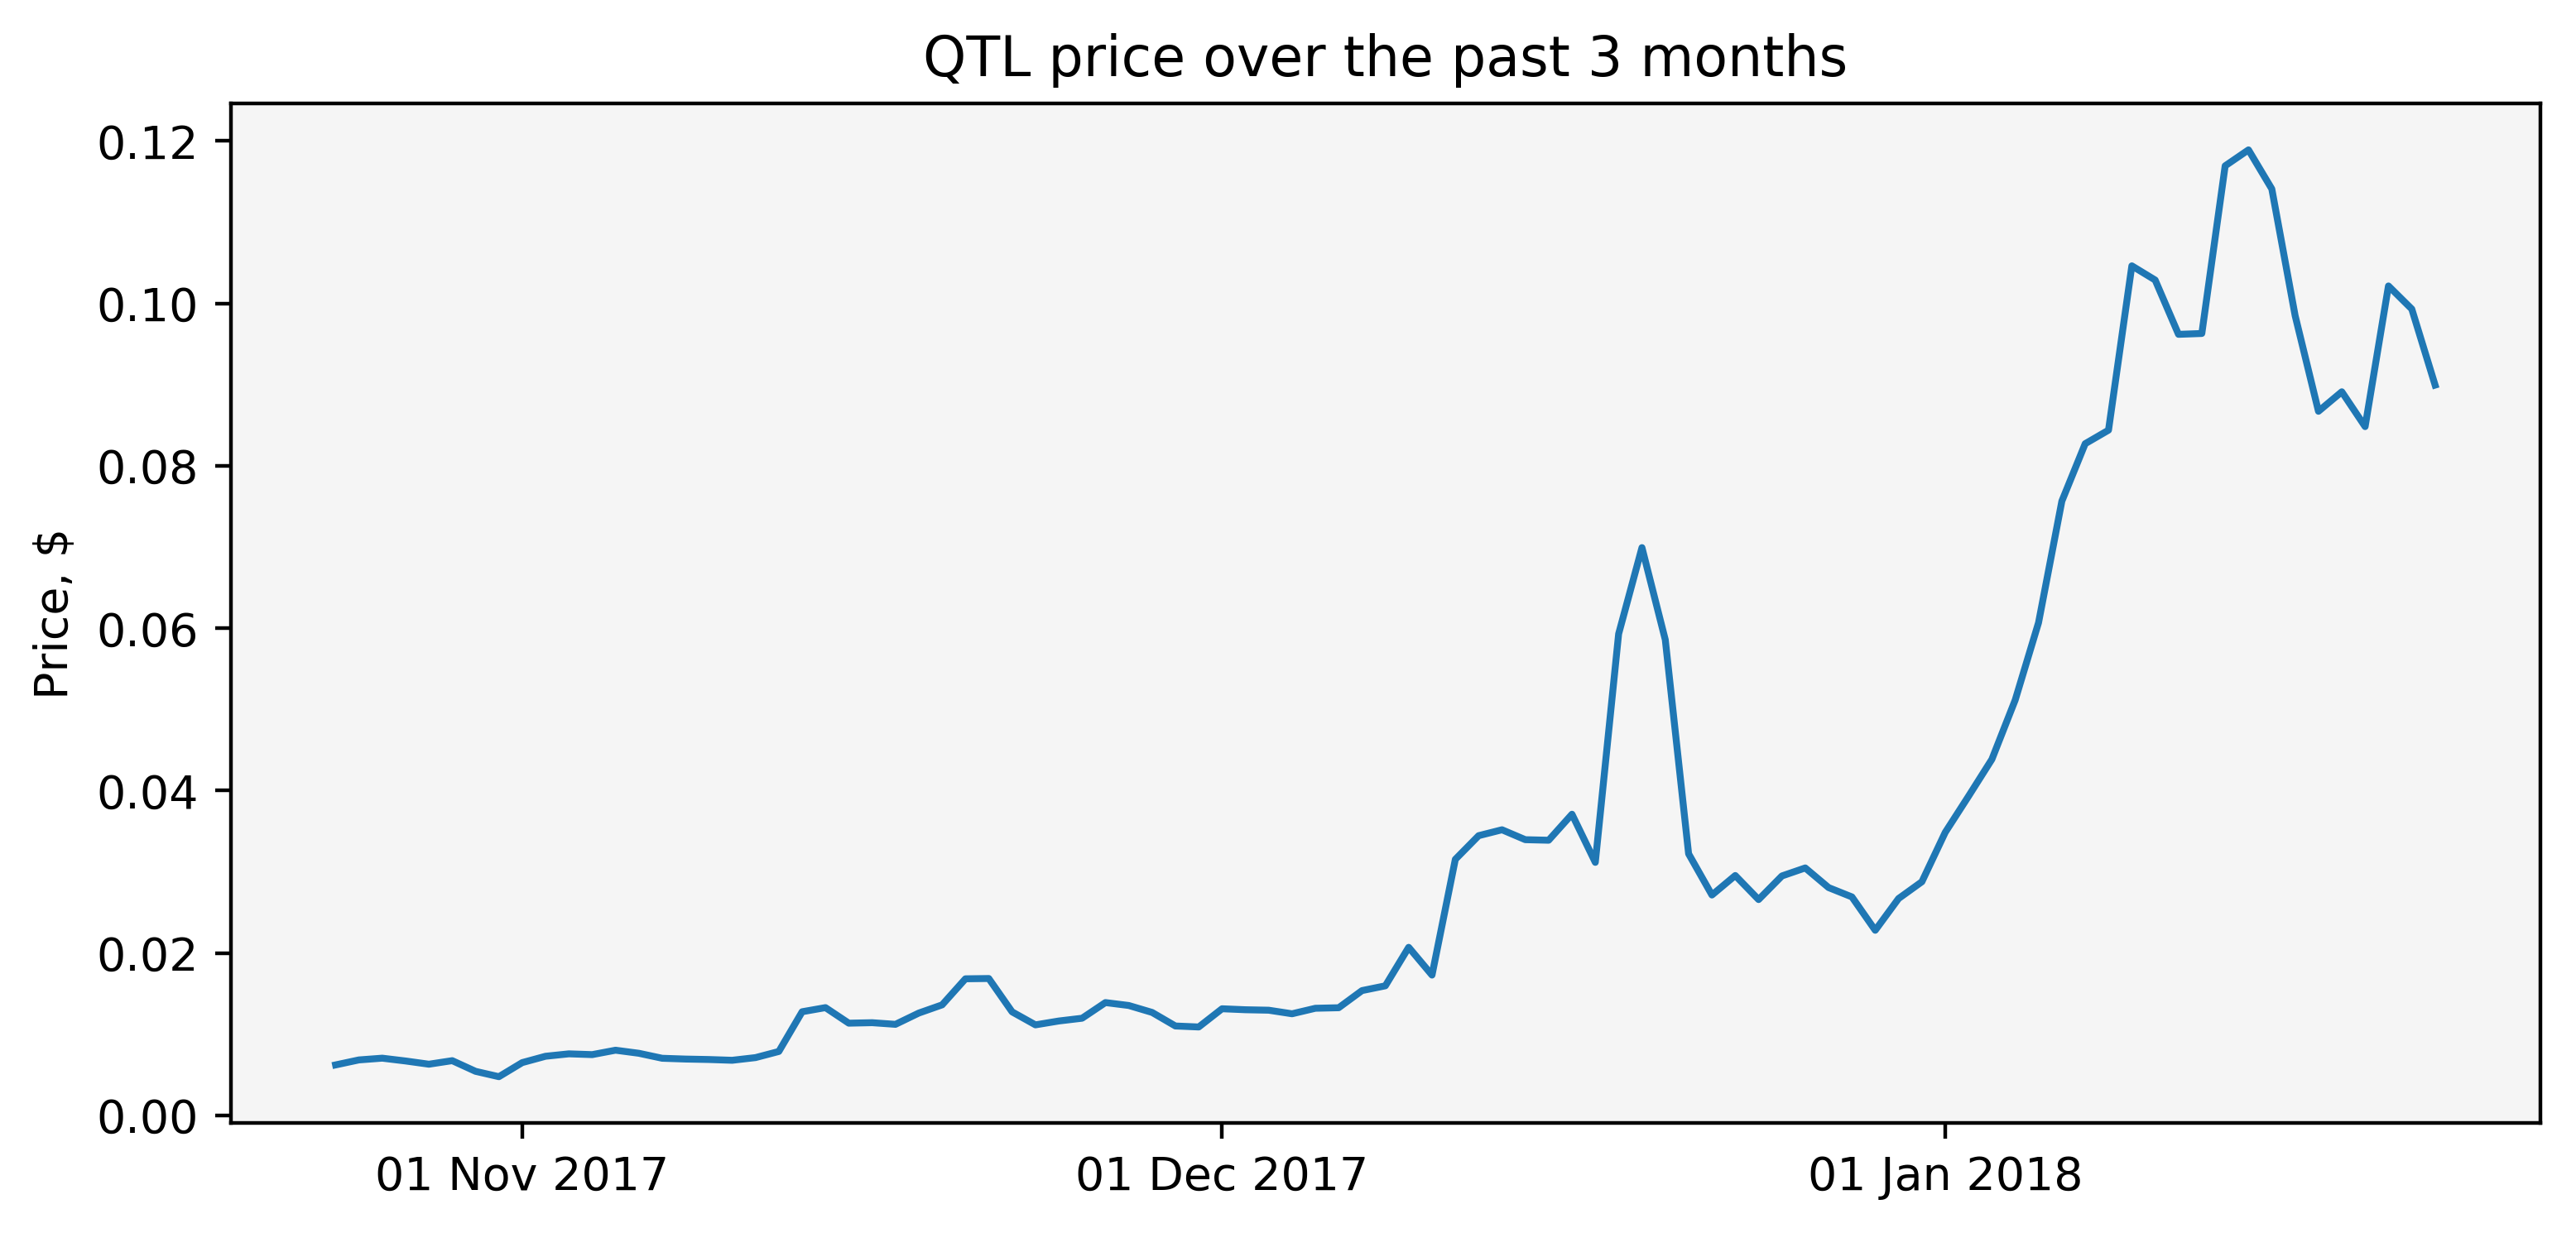 QTL price over the past 3 months
0.12
0.10
0.08
0.06
0.04
0.02
0.00
Price, $
01 Nov 2017
01 Dec 2017
01 Jan 2018